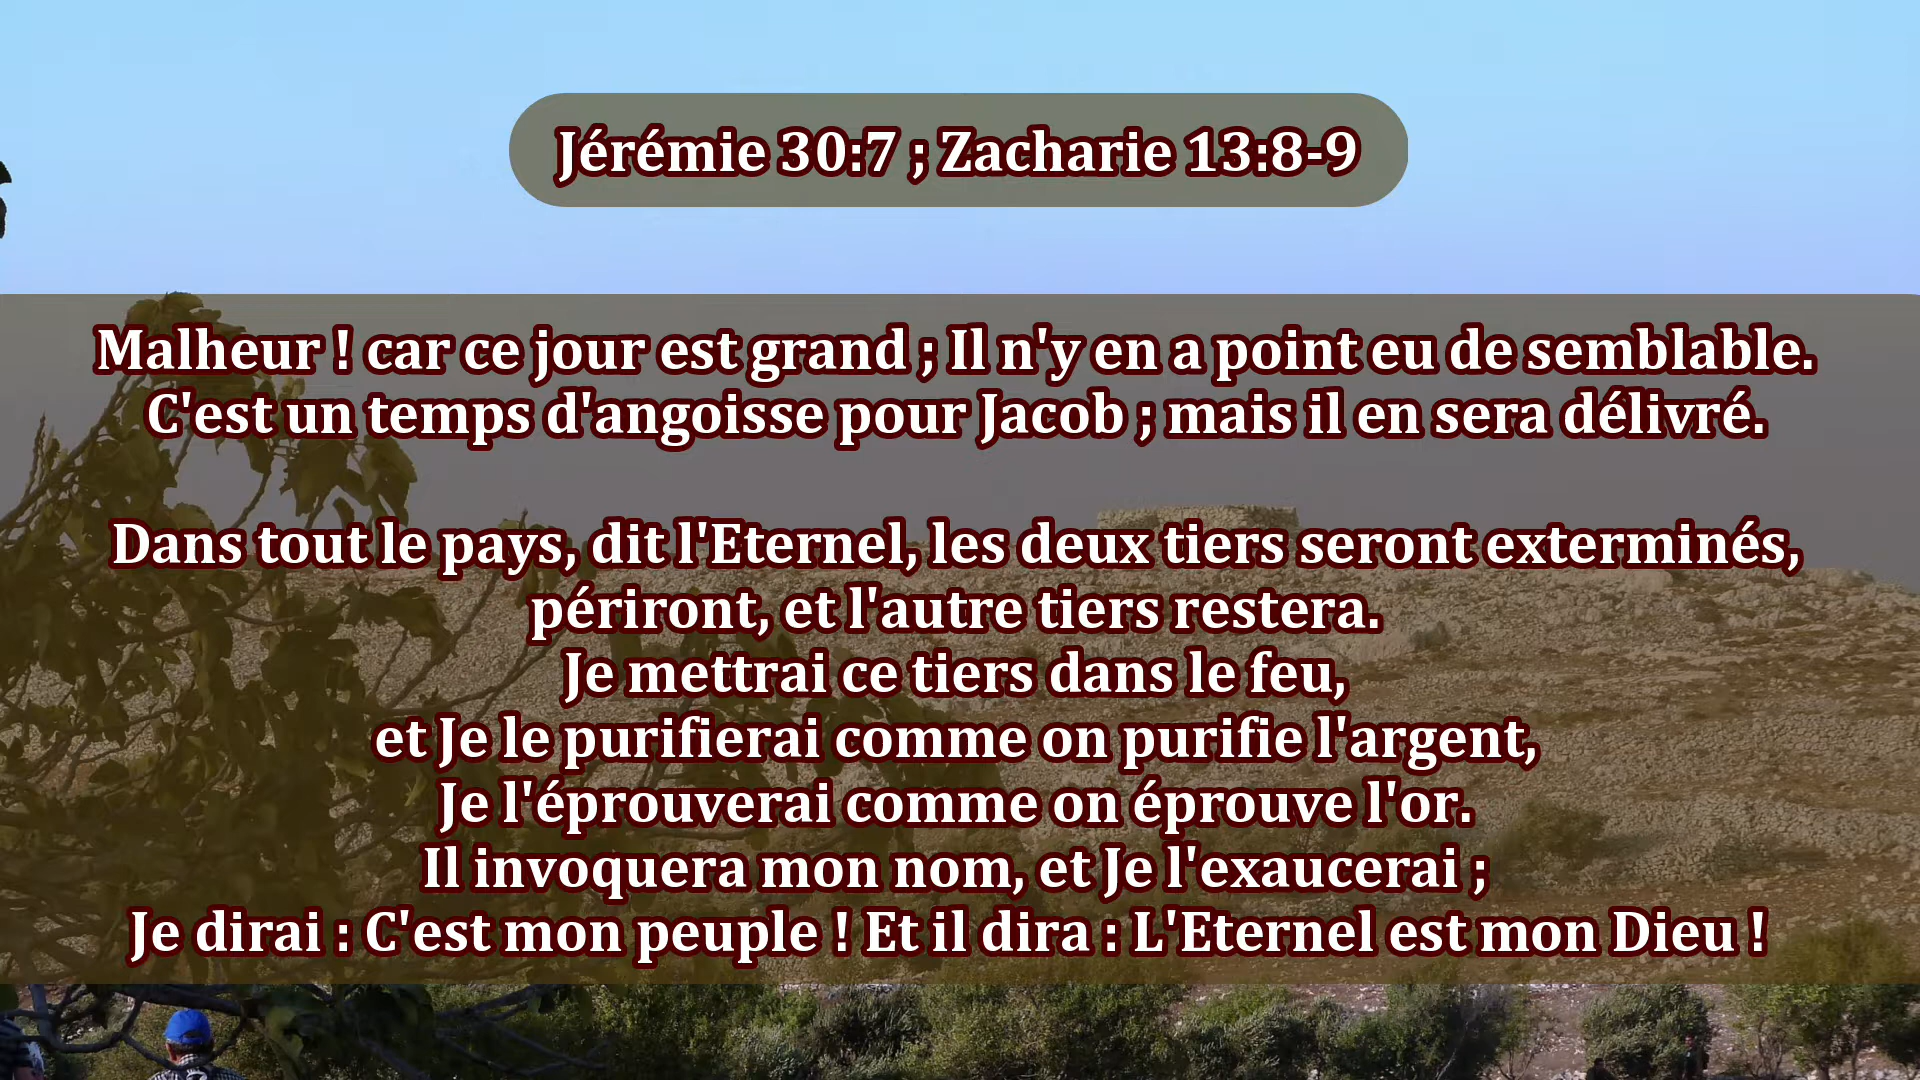 Jérémie 30:7 ; Zacharie 13:8-9
Malheur ! car ce jour est grand ; Il n'y en a point eu de semblable.
C'est un temps d'angoisse pour Jacob ; mais il en sera délivré.
Dans tout le pays, dit l'Eternel, les deux tiers seront exterminés,
périront, et l'autre tiers restera.
Je mettrai ce tiers dans le feu,
et Je le purifierai comme on purifie l'argent,
Je l'éprouverai comme on éprouve l'or.
Il invoquera mon nom, et Je l'exaucerai ;
Je dirai : C'est mon peuple ! Et il dira : L'Eternel est mon Dieu !